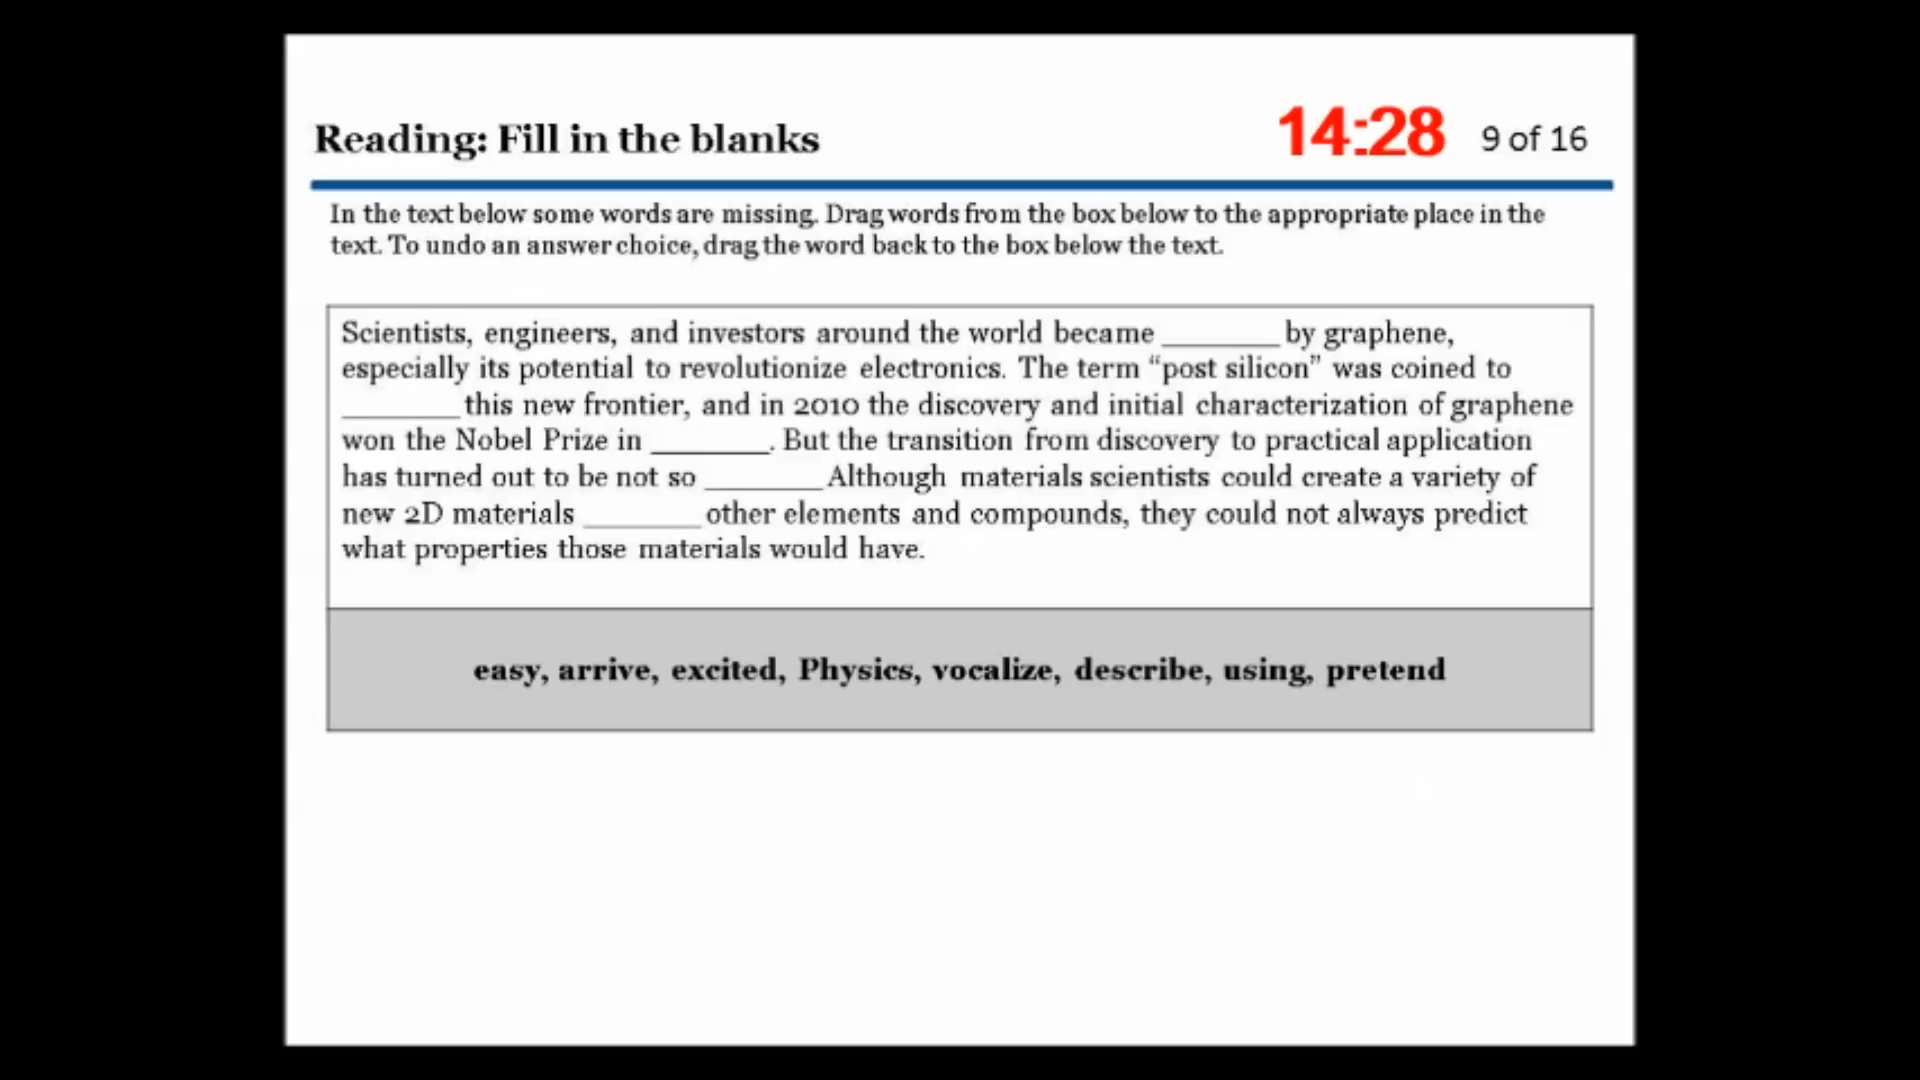 Reading: Fill in the blanks
14:28 9 of 16
In the text below some words are missing. Drag words from the box below to the appropriate place in the
text. To undo an answer choice, drag the word back to the box below the text.
Scientists, engineers, and investors around the world became ________ by graphene,
especially its potential to revolutionize electronics. The term “post silicon” was coined to
________ this new frontier, and in 2010 the discovery and initial characterization of graphene
won the Nobel Prize in ________. But the transition from discovery to practical application
has turned out to be not so ________ Although materials scientists could create a variety of
new 2D materials ________ other elements and compounds, they could not always predict
what properties those materials would have.
easy, arrive, excited, Physics, vocalize, describe, using, pretend